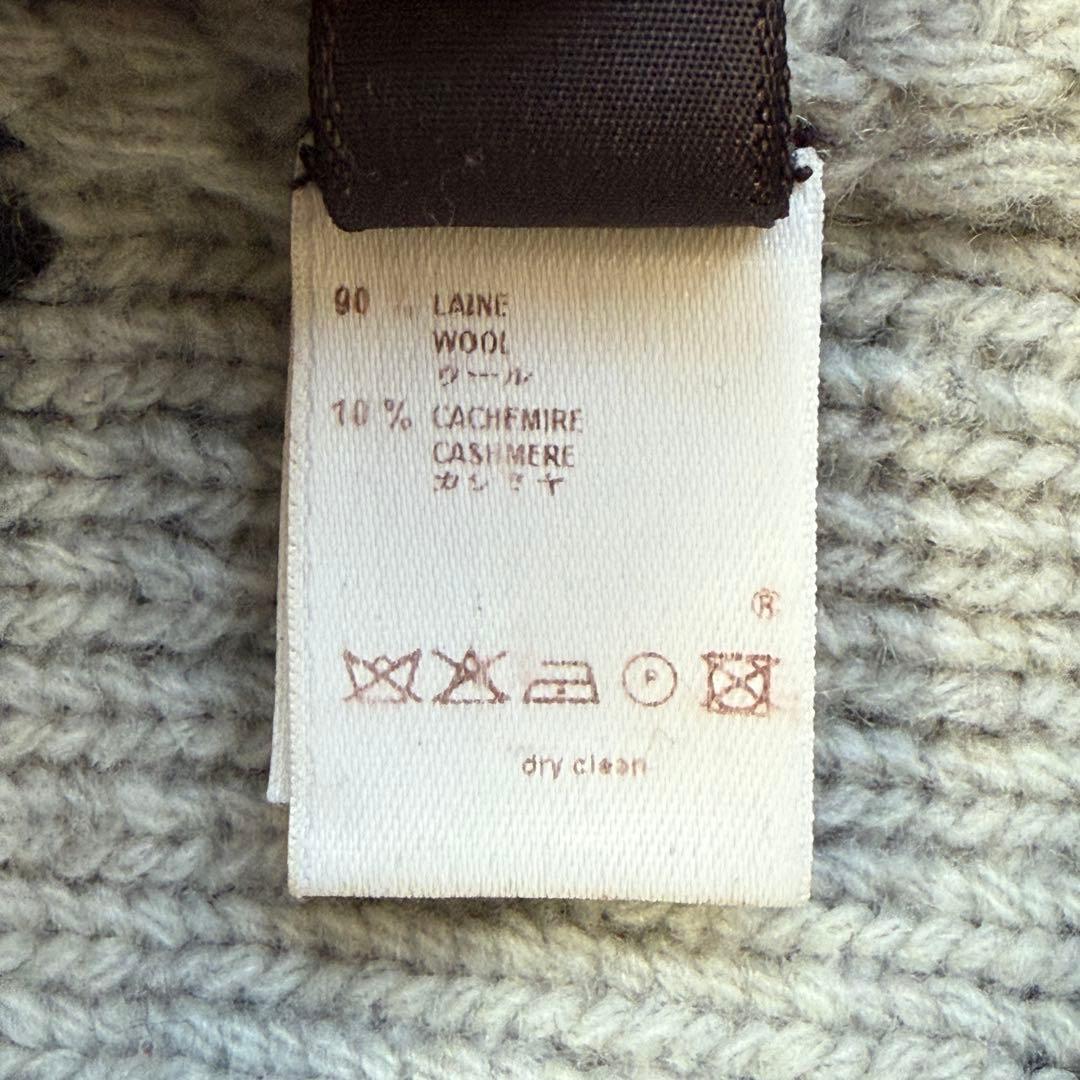 90 LAINE
WOOL
ウール
10 % CACHEMIRE
CASHMERE
カシミヤ
®
P
dry clean